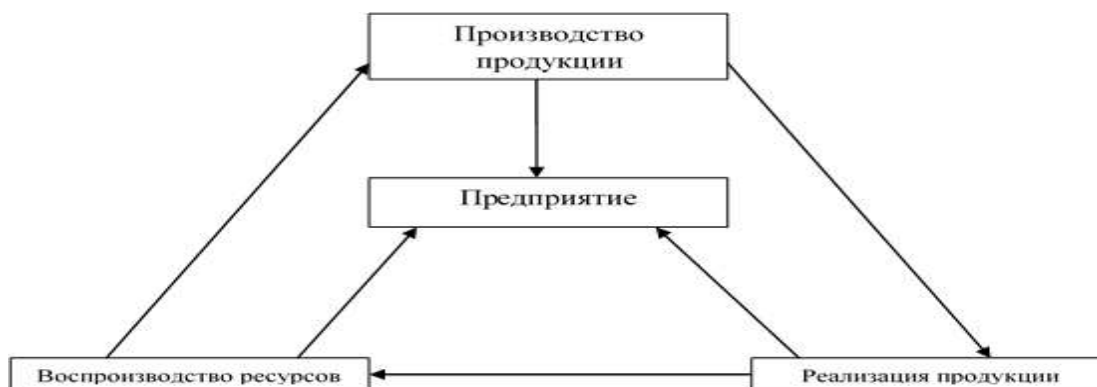 Производство
продукции
Предприятие
Воспроизводство ресурсов
Реализация продукции